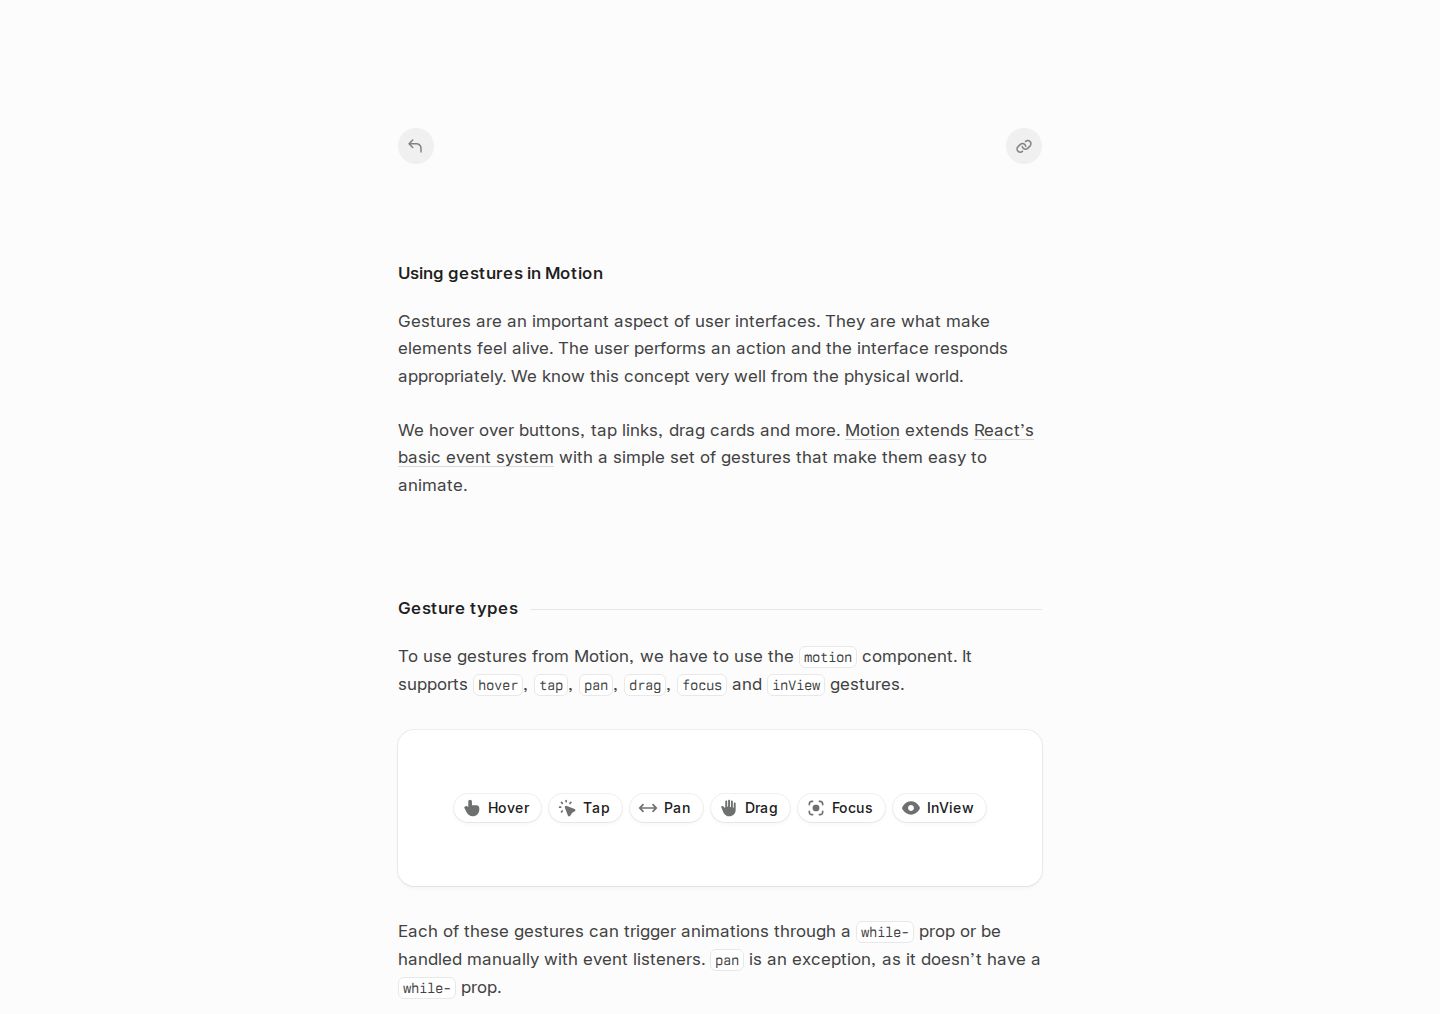 Using gestures in Motion
Gestures are an important aspect of user interfaces. They are what make
elements feel alive. The user performs an action and the interface responds
appropriately. We know this concept very well from the physical world.
We hover over buttons, tap links, drag cards and more. Motion extends React’s
basic event system with a simple set of gestures that make them easy to
animate.
Gesture types
To use gestures from Motion, we have to use the motion component. It
supports hover, tap, pan, drag, focus and inView gestures.
Hover Tap Pan Drag Focus InView
Each of these gestures can trigger animations through a while- prop or be
handled manually with event listeners. pan is an exception, as it doesn’t have a
while- prop.